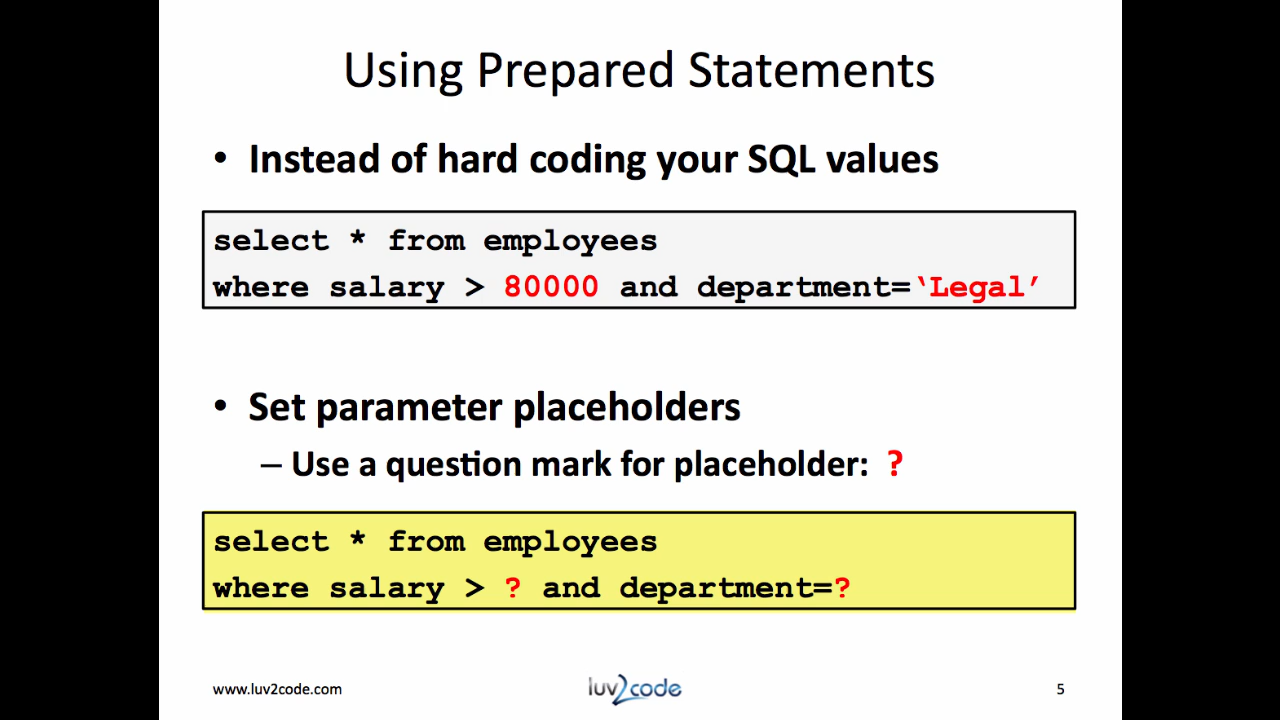 Using Prepared Statements
• Instead of hard coding your SQL values
select * from employees
where salary > 80000 and department=‘Legal’
• Set parameter placeholders
– Use a question mark for placeholder: ?
select * from employees
where salary > ? and department=?
www.luv2code.com
luv2code
5